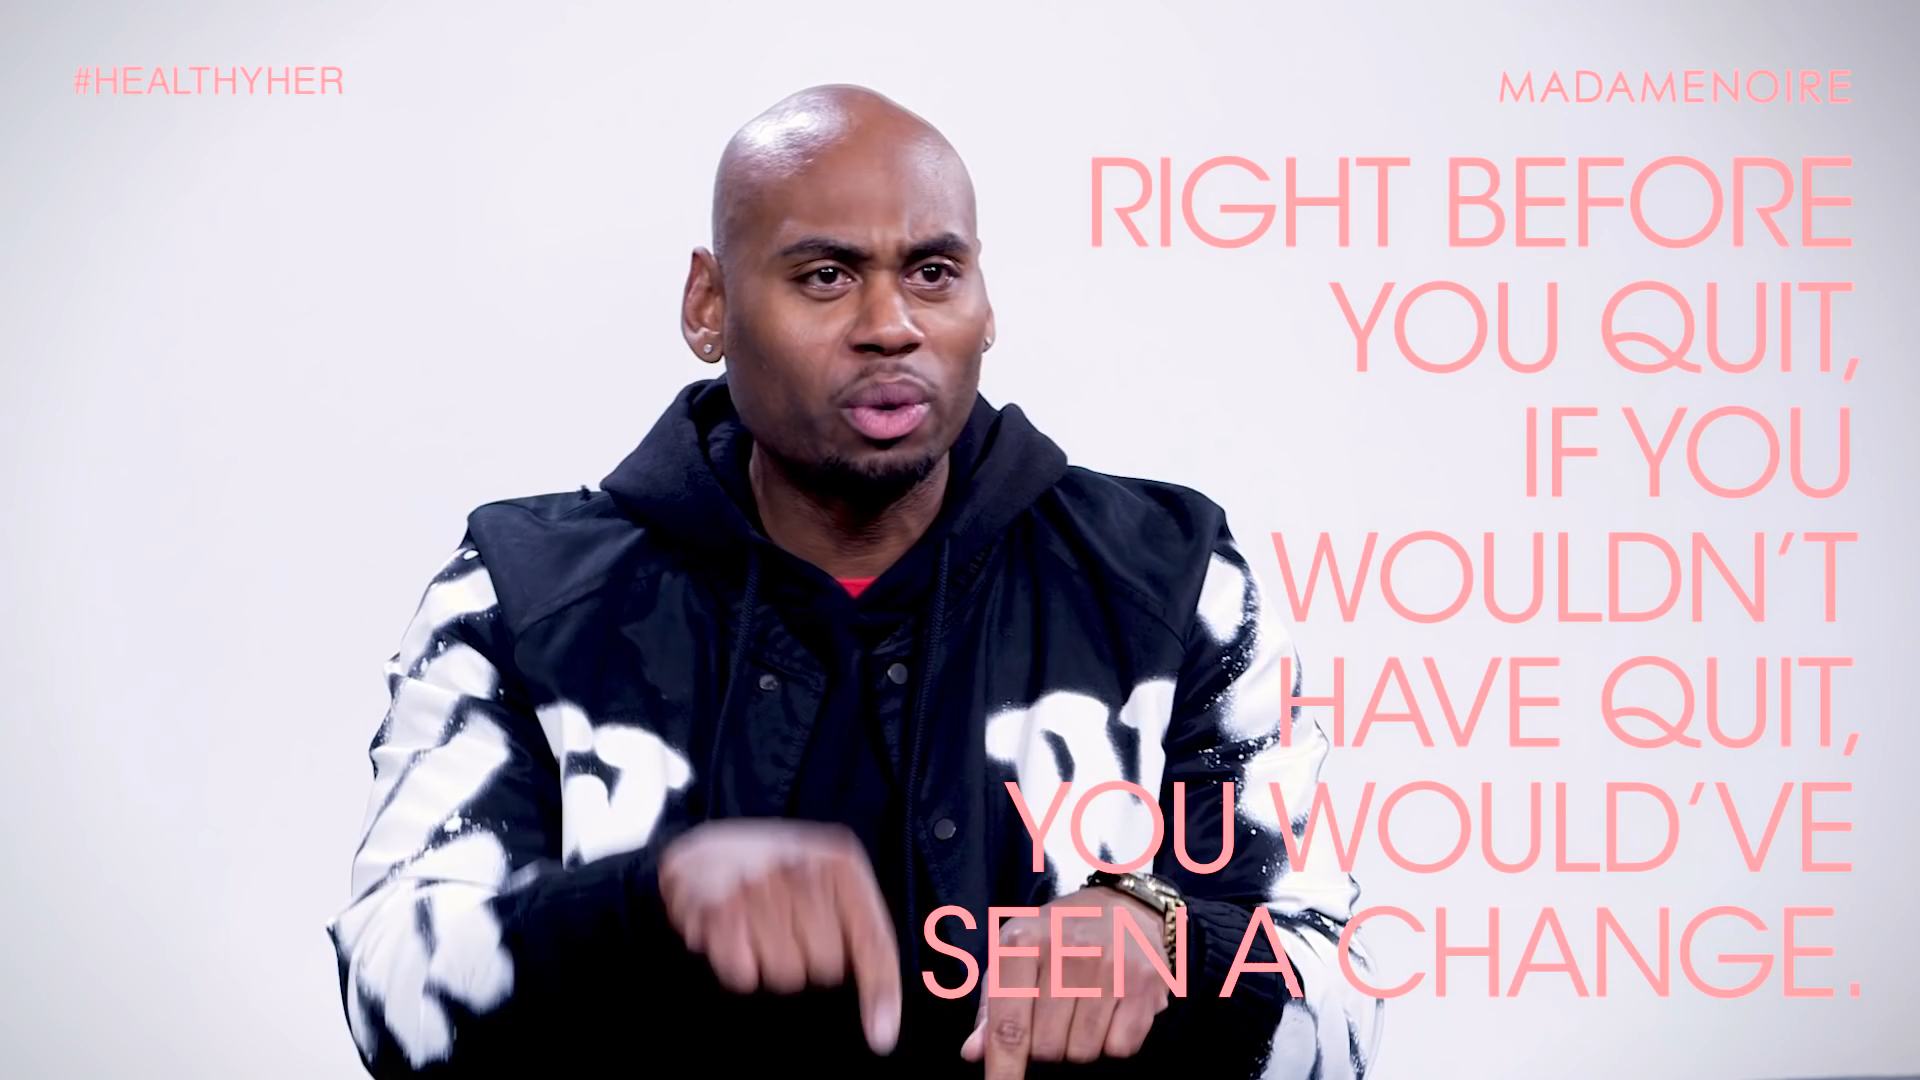 #HEALTHYHER
MADAMENOIRE
RIGHT BEFORE
YOU QUIT,
IF YOU
WOULDN'T
HAVE QUIT,
YOU WOULD'VE
SEEN A CHANGE.